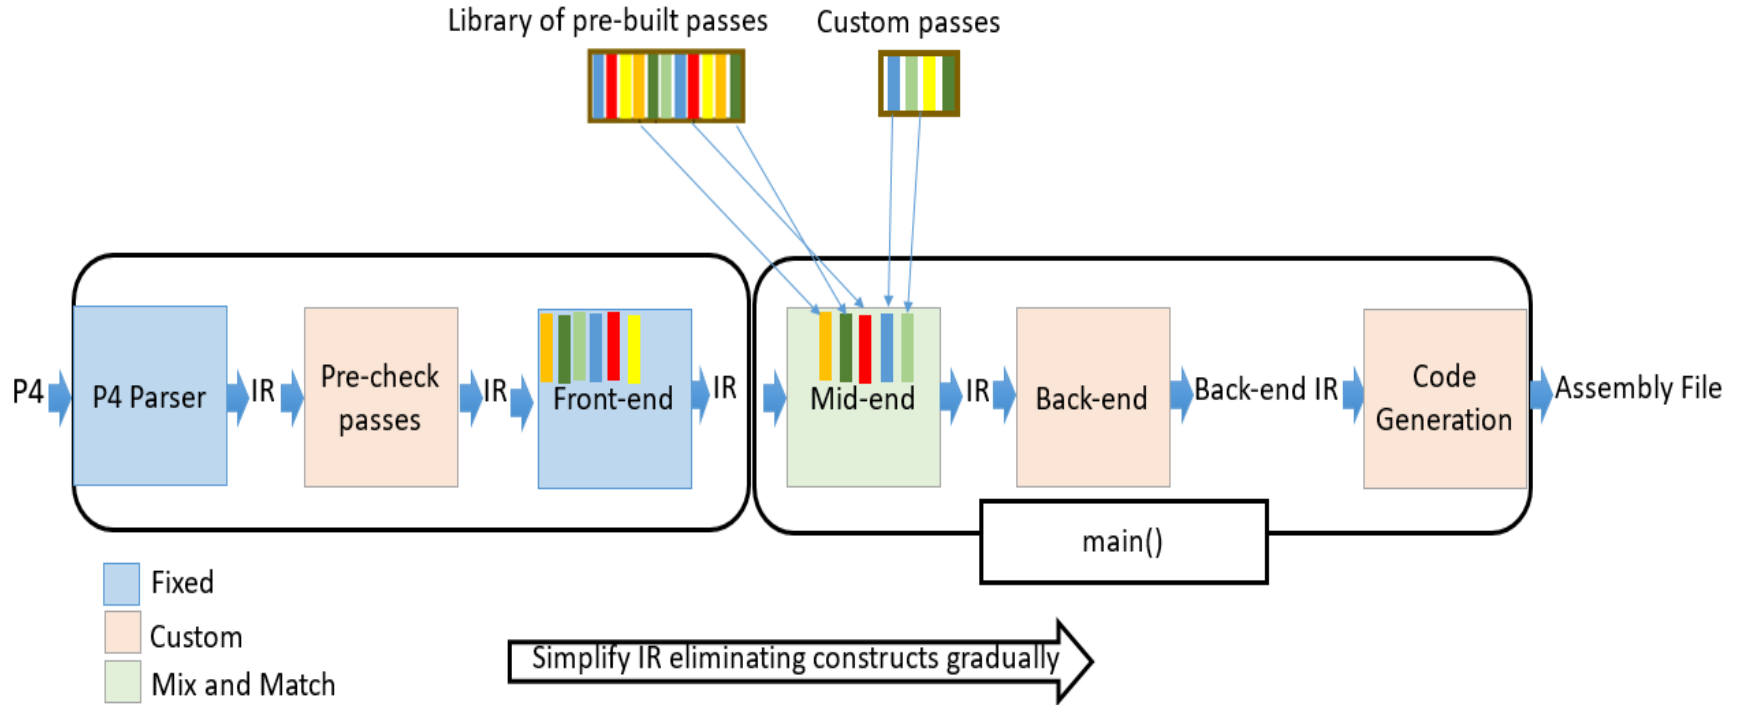 Library of pre-built passes
Custom passes
P4
P4 Parser
IR
Pre-check
passes
IR
Front-end
IR
Mid-end
IR
Back-end
Back-end IR
Code
Generation
Assembly File
main()
Fixed
Custom
Mix and Match
Simplify IR eliminating constructs gradually